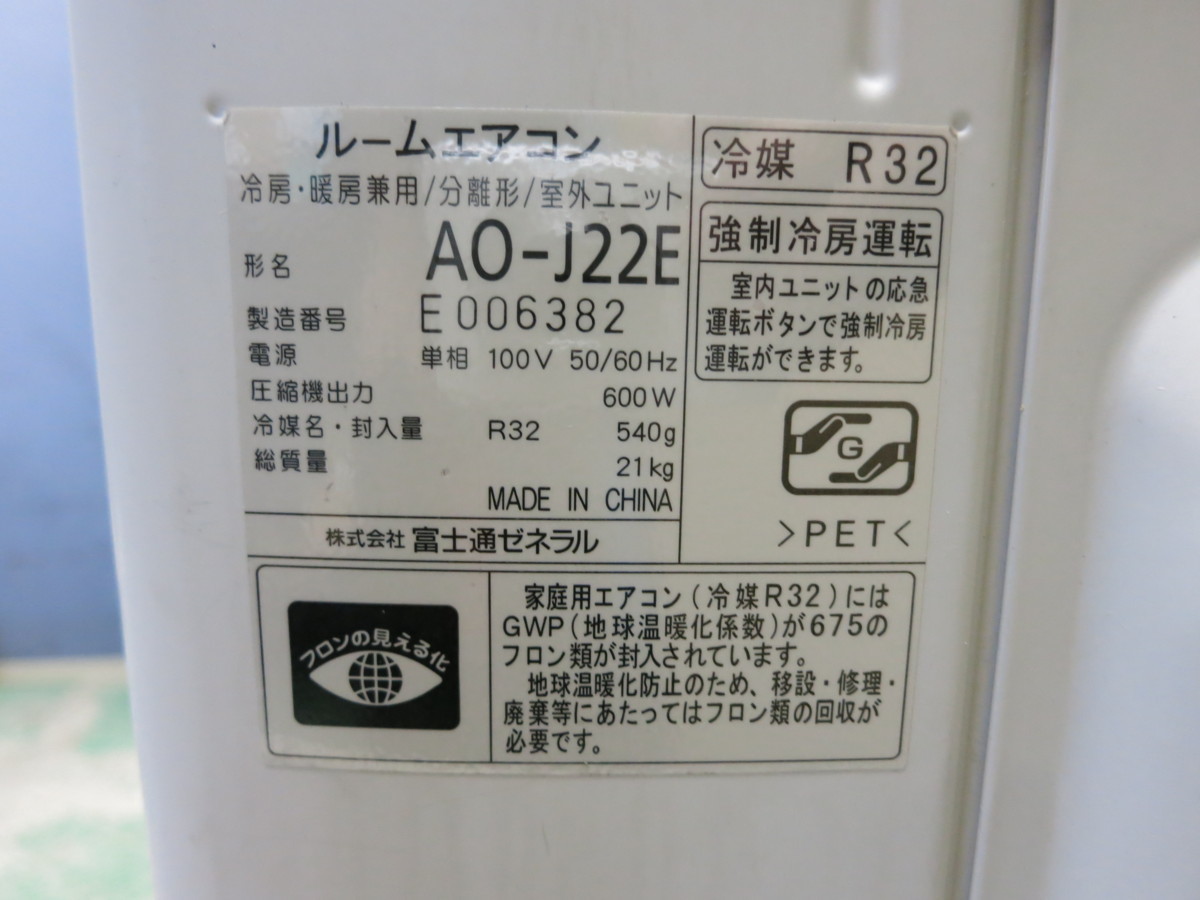 ルームエアコン
冷房・暖房兼用/分離形/室外ユニット
形名 AO-J22E
製造番号 E006382
電源 単相 100V 50/60Hz
圧縮機出力 600W
冷媒名・封入量 R32 540g
総質量 21kg
MADE IN CHINA
株式会社 富士通ゼネラル
冷媒 R32
強制冷房運転
室内ユニットの応急
運転ボタンで強制冷房
運転ができます。
G
>PET<
フロンの見える化
家庭用エアコン(冷媒R32)には
GWP(地球温暖化係数)が675の
フロン類が封入されています。
地球温暖化防止のため、移設・修理・
廃棄等にあたってはフロン類の回収が
必要です。